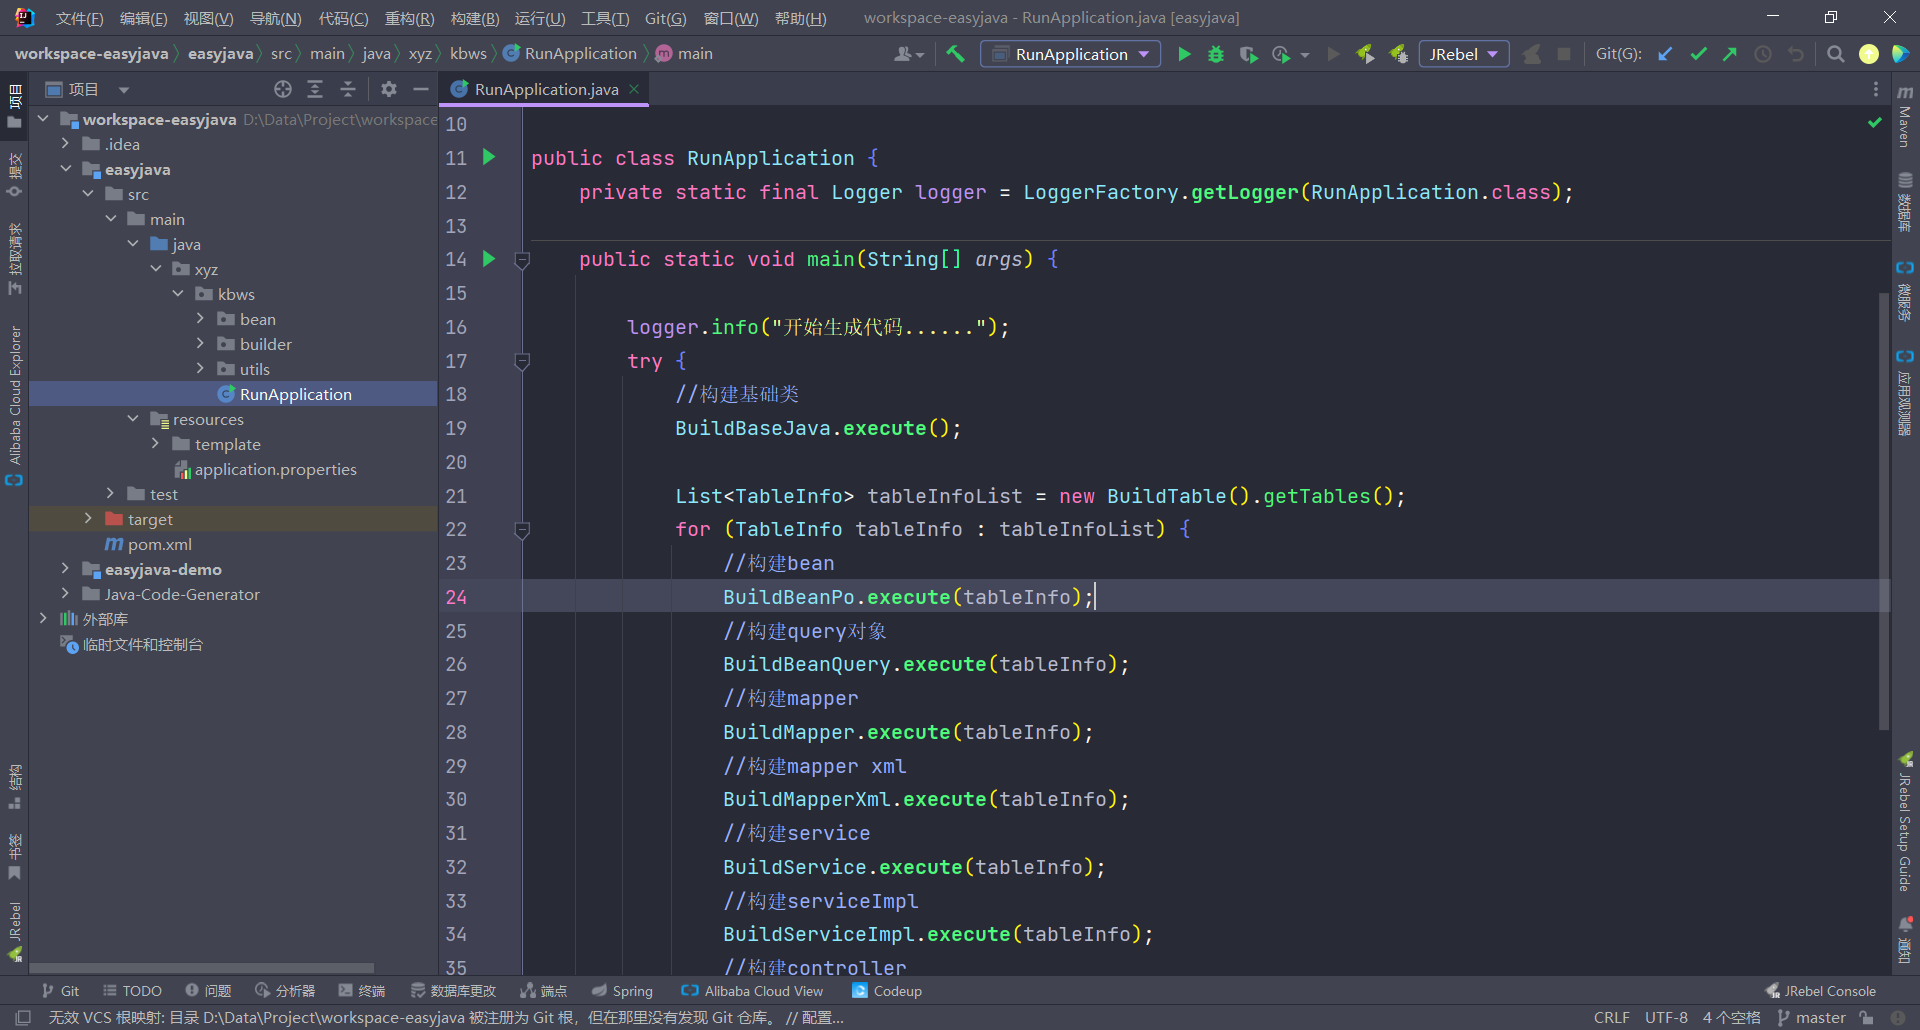 文件(F) 编辑(E) 视图(V) 导航(N) 代码(C) 重构(R) 构建(B) 运行(U) 工具(T) Git(G) 窗口(W) 帮助(H) workspace-easyjava - RunApplication.java [easyjava]
workspace-easyjava easyjava src main java xyz kbws RunApplication main RunApplication JRebel Git(G):
项目
RunApplication.java
workspace-easyjava D:\Data\Project\workspace
.idea
easyjava
src
main
java
xyz
kbws
bean
builder
utils
RunApplication
resources
template
application.properties
test
target
pom.xml
easyjava-demo
Java-Code-Generator
外部库
临时文件和控制台
10
11 public class RunApplication {
12 private static final Logger logger = LoggerFactory.getLogger(RunApplication.class);
13
14 public static void main(String[] args) {
15
16 logger.info("开始生成代码......");
17 try {
18 //构建基础类
19 BuildBaseJava.execute();
20
21 List<TableInfo> tableInfoList = new BuildTable().getTables();
22 for (TableInfo tableInfo : tableInfoList) {
23 //构建bean
24 BuildBeanPo.execute(tableInfo);
25 //构建query对象
26 BuildBeanQuery.execute(tableInfo);
27 //构建mapper
28 BuildMapper.execute(tableInfo);
29 //构建mapper xml
30 BuildMapperXml.execute(tableInfo);
31 //构建service
32 BuildService.execute(tableInfo);
33 //构建serviceImpl
34 BuildServiceImpl.execute(tableInfo);
35 //构建controller
项目
提交
拉取请求
Alibaba Cloud Explorer
结构
书签
JRebel
Maven
数据库
微服务
应用观测器
JRebel Setup Guide
通知
Git TODO 问题 分析器 终端 数据库更改 端点 Spring Alibaba Cloud View Codeup JRebel Console
无效 VCS 根映射: 目录 D:\Data\Project\workspace-easyjava 被注册为 Git 根，但在那里没有发现 Git 仓库。 // 配置... CRLF UTF-8 4 个空格 master